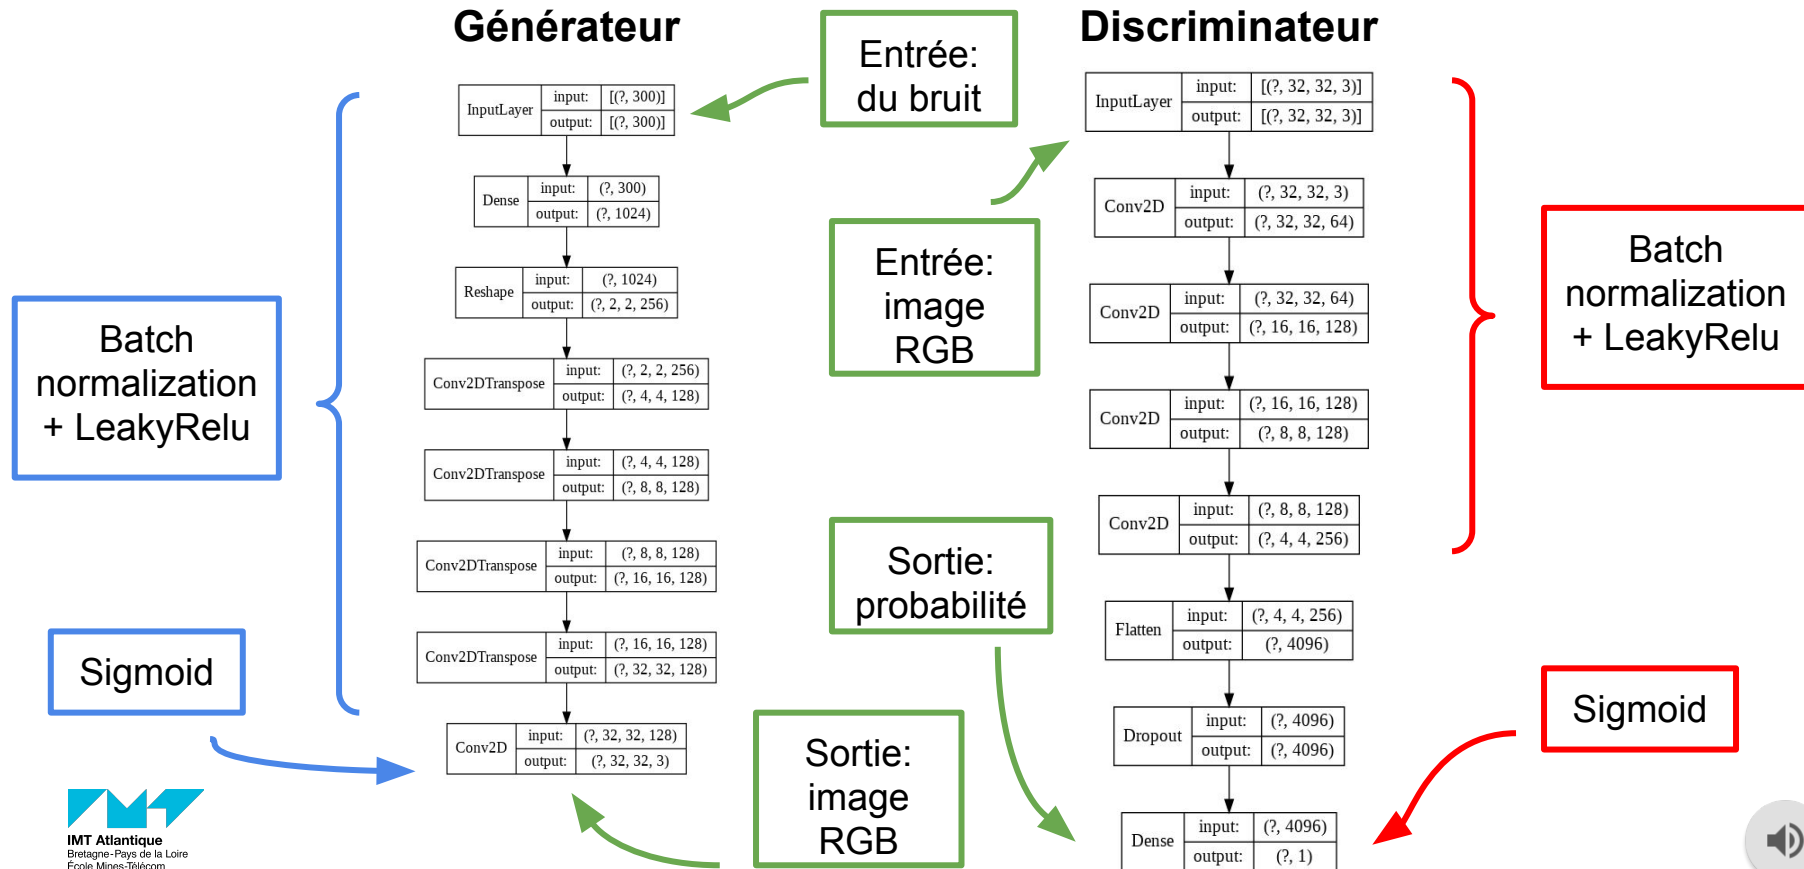 Générateur
Discriminateur
Entrée:
du bruit
Entrée:
image
RGB
Sortie:
probabilité
Sortie:
image
RGB
Batch
normalization
+ LeakyRelu
Sigmoid
InputLayer
input:
[(?, 300)]
output:
[(?, 300)]
Dense
input:
(?, 300)
output:
(?, 1024)
Reshape
input:
(?, 1024)
output:
(?, 2, 2, 256)
Conv2DTranspose
input:
(?, 2, 2, 256)
output:
(?, 4, 4, 128)
Conv2DTranspose
input:
(?, 4, 4, 128)
output:
(?, 8, 8, 128)
Conv2DTranspose
input:
(?, 8, 8, 128)
output:
(?, 16, 16, 128)
Conv2DTranspose
input:
(?, 16, 16, 128)
output:
(?, 32, 32, 128)
Conv2D
input:
(?, 32, 32, 128)
output:
(?, 32, 32, 3)
InputLayer
input:
[(?, 32, 32, 3)]
output:
[(?, 32, 32, 3)]
Conv2D
input:
(?, 32, 32, 3)
output:
(?, 32, 32, 64)
Conv2D
input:
(?, 32, 32, 64)
output:
(?, 16, 16, 128)
Conv2D
input:
(?, 16, 16, 128)
output:
(?, 8, 8, 128)
Conv2D
input:
(?, 8, 8, 128)
output:
(?, 4, 4, 256)
Flatten
input:
(?, 4, 4, 256)
output:
(?, 4096)
Dropout
input:
(?, 4096)
output:
(?, 4096)
Dense
input:
(?, 4096)
output:
(?, 1)
Batch
normalization
+ LeakyRelu
Sigmoid
IMT Atlantique
Bretagne-Pays de la Loire
École Mines-Télécom